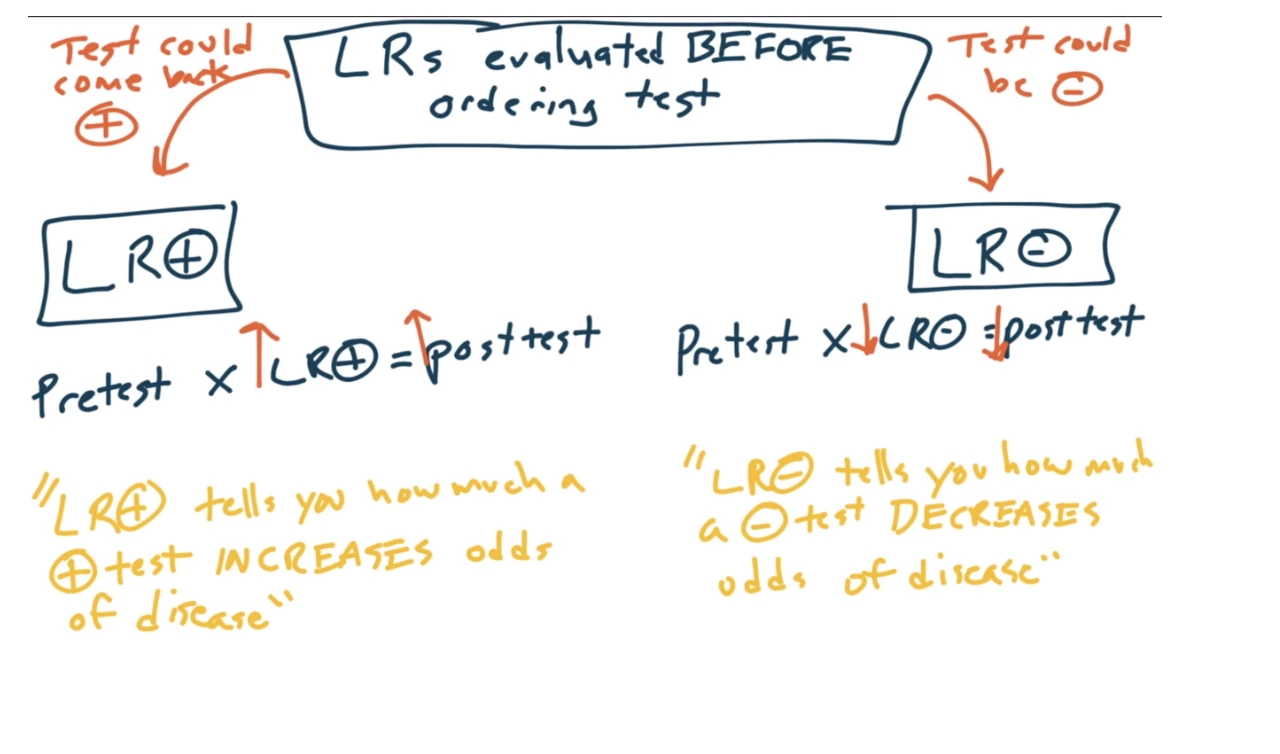 Test could
come back
⊕
LRs evaluated BEFORE
ordering test
Test could
be ⊖
LR⊕
LR⊖
Pretest × ↑LR⊕ = ↑posttest
Pretest ×↓LR⊖ =↓posttest
"LR⊕ tells you how much a
⊕ test INCREASES odds
of disease"
"LR⊖ tells you how much
a ⊖ test DECREASES
odds of disease"